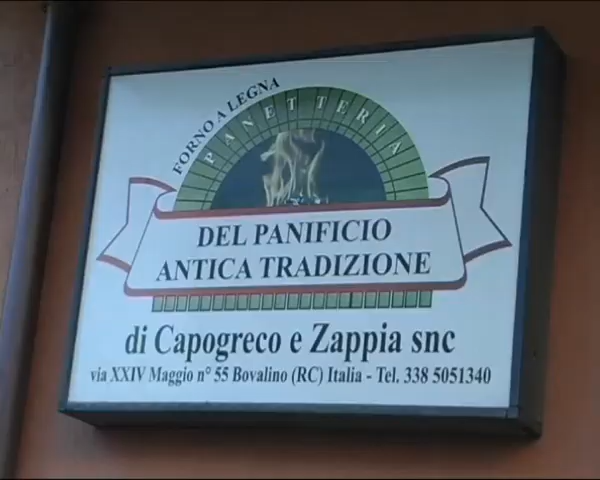 FORNO A LEGNA
PANETTERIA
DEL PANIFICIO
ANTICA TRADIZIONE
di Capogreco e Zappia snc
via XXIV Maggio n° 55 Bovalino (RC) Italia - Tel. 338 5051340